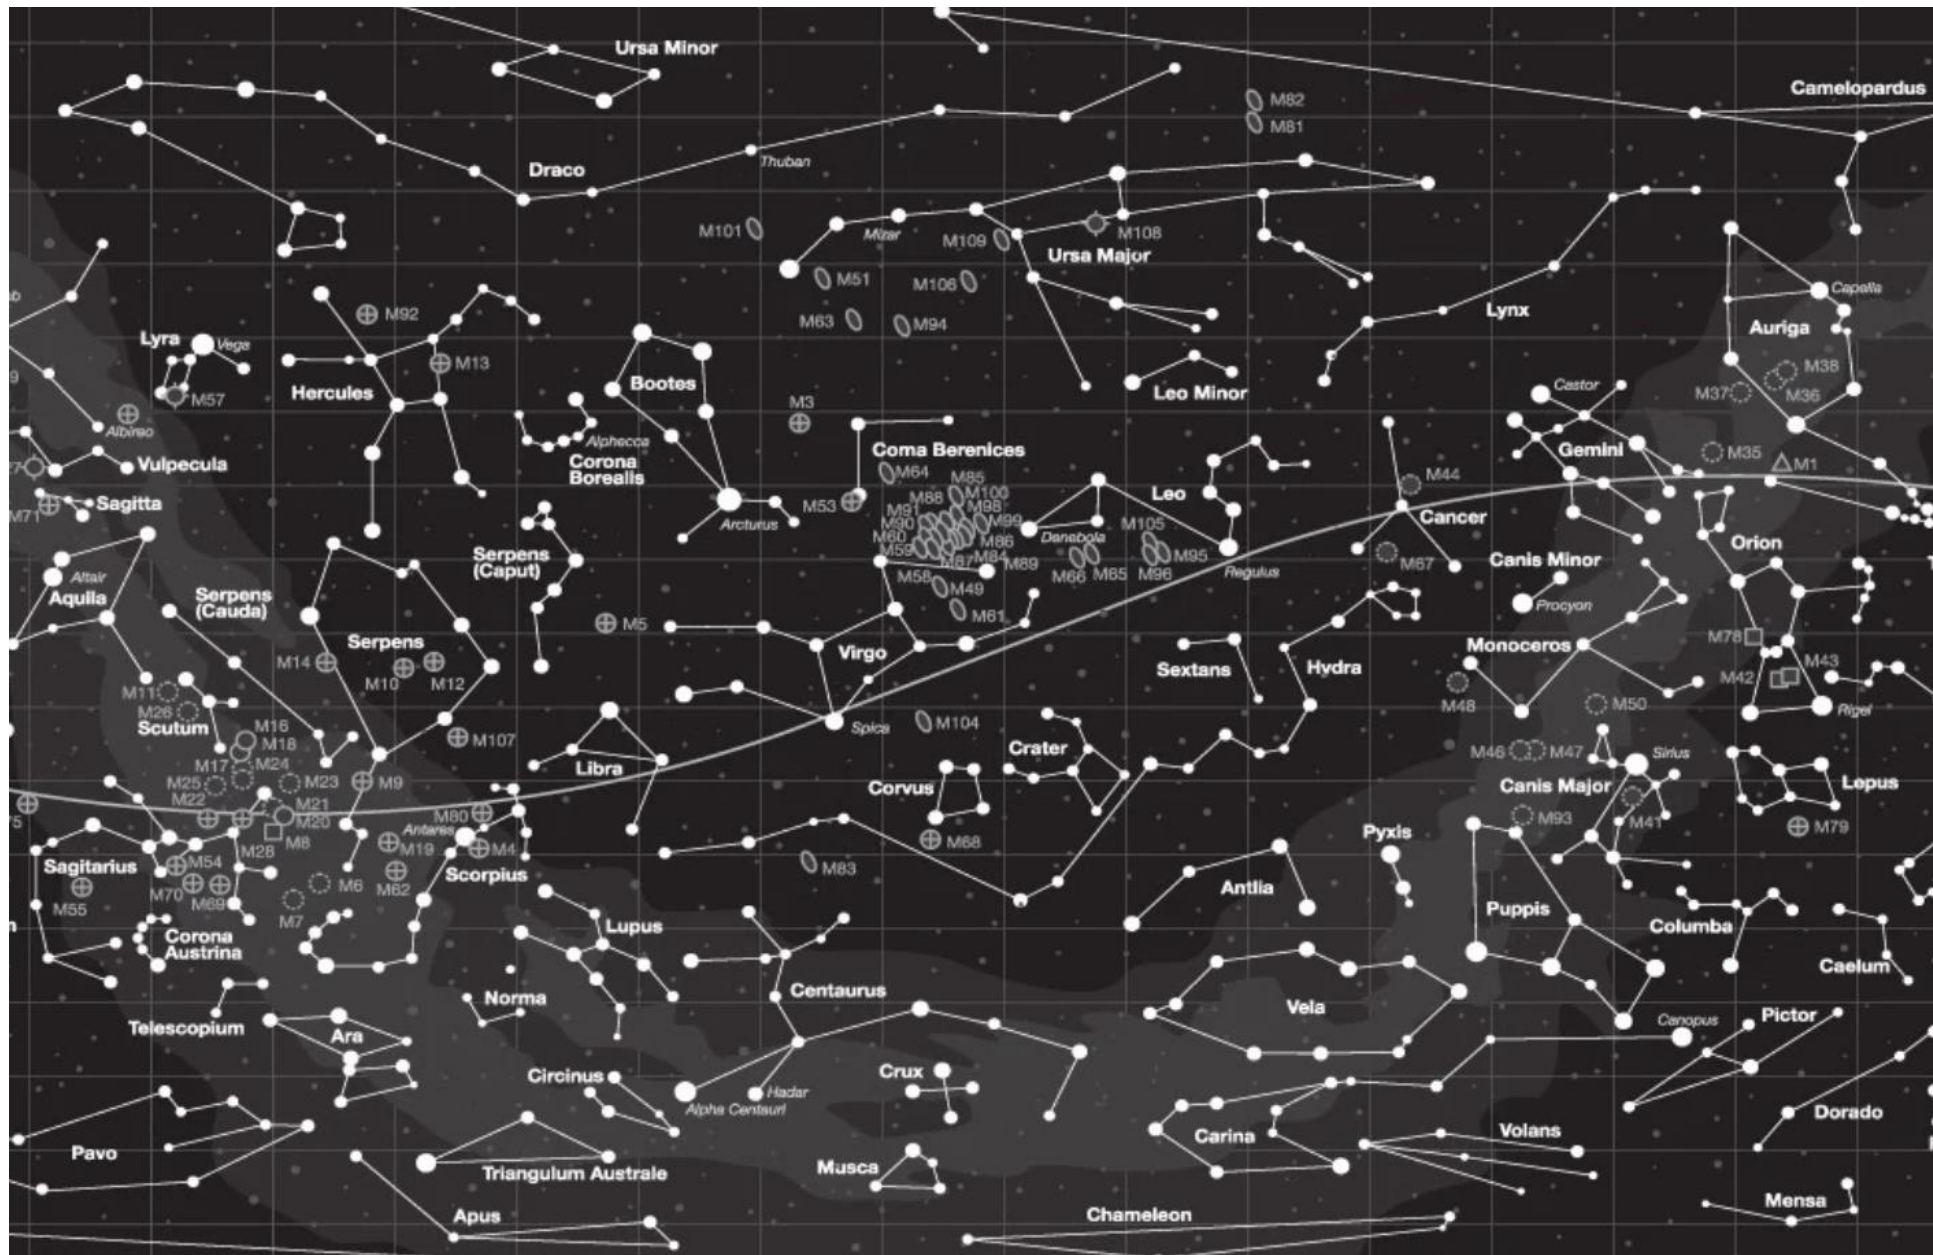 Ursa Minor
Camelopardus
M82
M81
Draco
Thuban
M101
Mizar
M109
M108
Ursa Major
M51
M106
Capella
M92
M63
M94
Lynx
Auriga
Lyra
Vega
M13
Hercules
Bootes
Leo Minor
Castor
M38
M37
M36
M57
M3
Albireo
Alphecca
Corona
Borealis
Coma Berenices
Gemini
M35
M1
Vulpecula
M64
M85
M44
Sagitta
M71
M53
M88
M100
M91
M98
M90
M99
Leo
Arcturus
Cancer
M60
M86
M59
M87
M84
M89
Denebola
M105
M95
M66
M65
M96
Regulus
M67
Orion
Serpens
(Caput)
Canis Minor
Procyon
Altair
Aquila
Serpens
(Cauda)
M58
M49
M61
M5
Serpens
M14
M10
M12
Virgo
Sextans
Hvdra
Monoceros
M78
M43
M42
M11
M26
Scutum
M16
M18
M17
M24
M107
Spica
M104
M48
M50
Rigel
Crater
M46
M47
Sirius
M25
M23
M9
Libra
Corvus
Canis Major
Lepus
M22
M21
M20
M80
M8
Antares
M19
M4
M68
Pyxis
M93
M41
M79
75
Sagitarius
M54
M28
M83
M55
M70
M69
M6
M7
M62
Scorpius
Antlia
Puppis
Columba
Corona
Austrina
Lupus
Caelum
Norma
Centaurus
Vela
Telescopium
Ara
Canopus
Pictor
Circinus
Crux
Hadar
Alpha Centauri
Dorado
Pavo
Carina
Volans
Triangulum Australe
Musca
Mensa
Apus
Chameleon